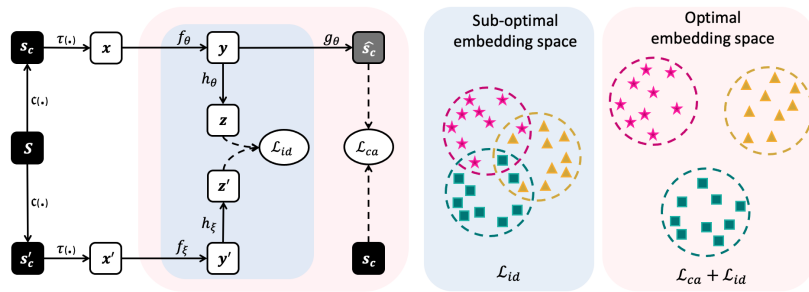 s_c τ(.) x f_θ y g_θ ŝ_c
h_θ
c(.)
z
S
ℒ_id ℒ_ca
z′
c(.)
h_ξ
s′_c τ(.) x′ f_ξ y′ s_c
Sub-optimal
embedding space
ℒ_id
Optimal
embedding space
ℒ_ca + ℒ_id